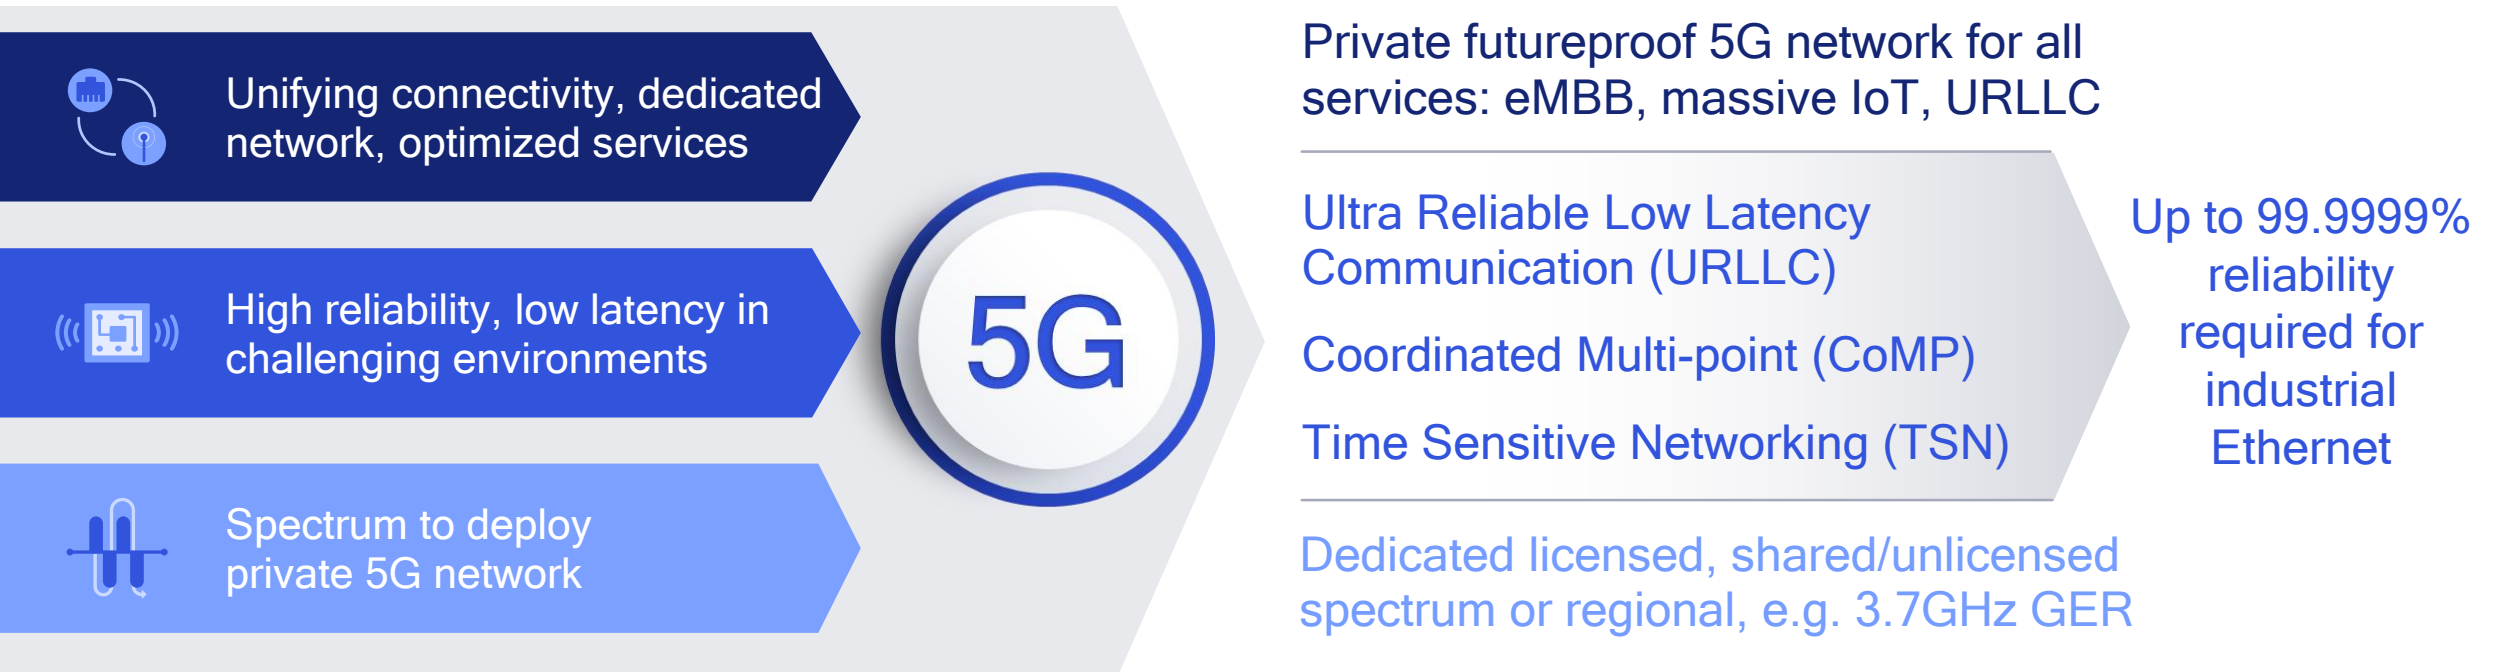 Unifying connectivity, dedicated
network, optimized services
High reliability, low latency in
challenging environments
Spectrum to deploy
private 5G network
5G
Private futureproof 5G network for all
services: eMBB, massive IoT, URLLC
Ultra Reliable Low Latency
Communication (URLLC)
Coordinated Multi-point (CoMP)
Time Sensitive Networking (TSN)
Up to 99.9999%
reliability
required for
industrial
Ethernet
Dedicated licensed, shared/unlicensed
spectrum or regional, e.g. 3.7GHz GER